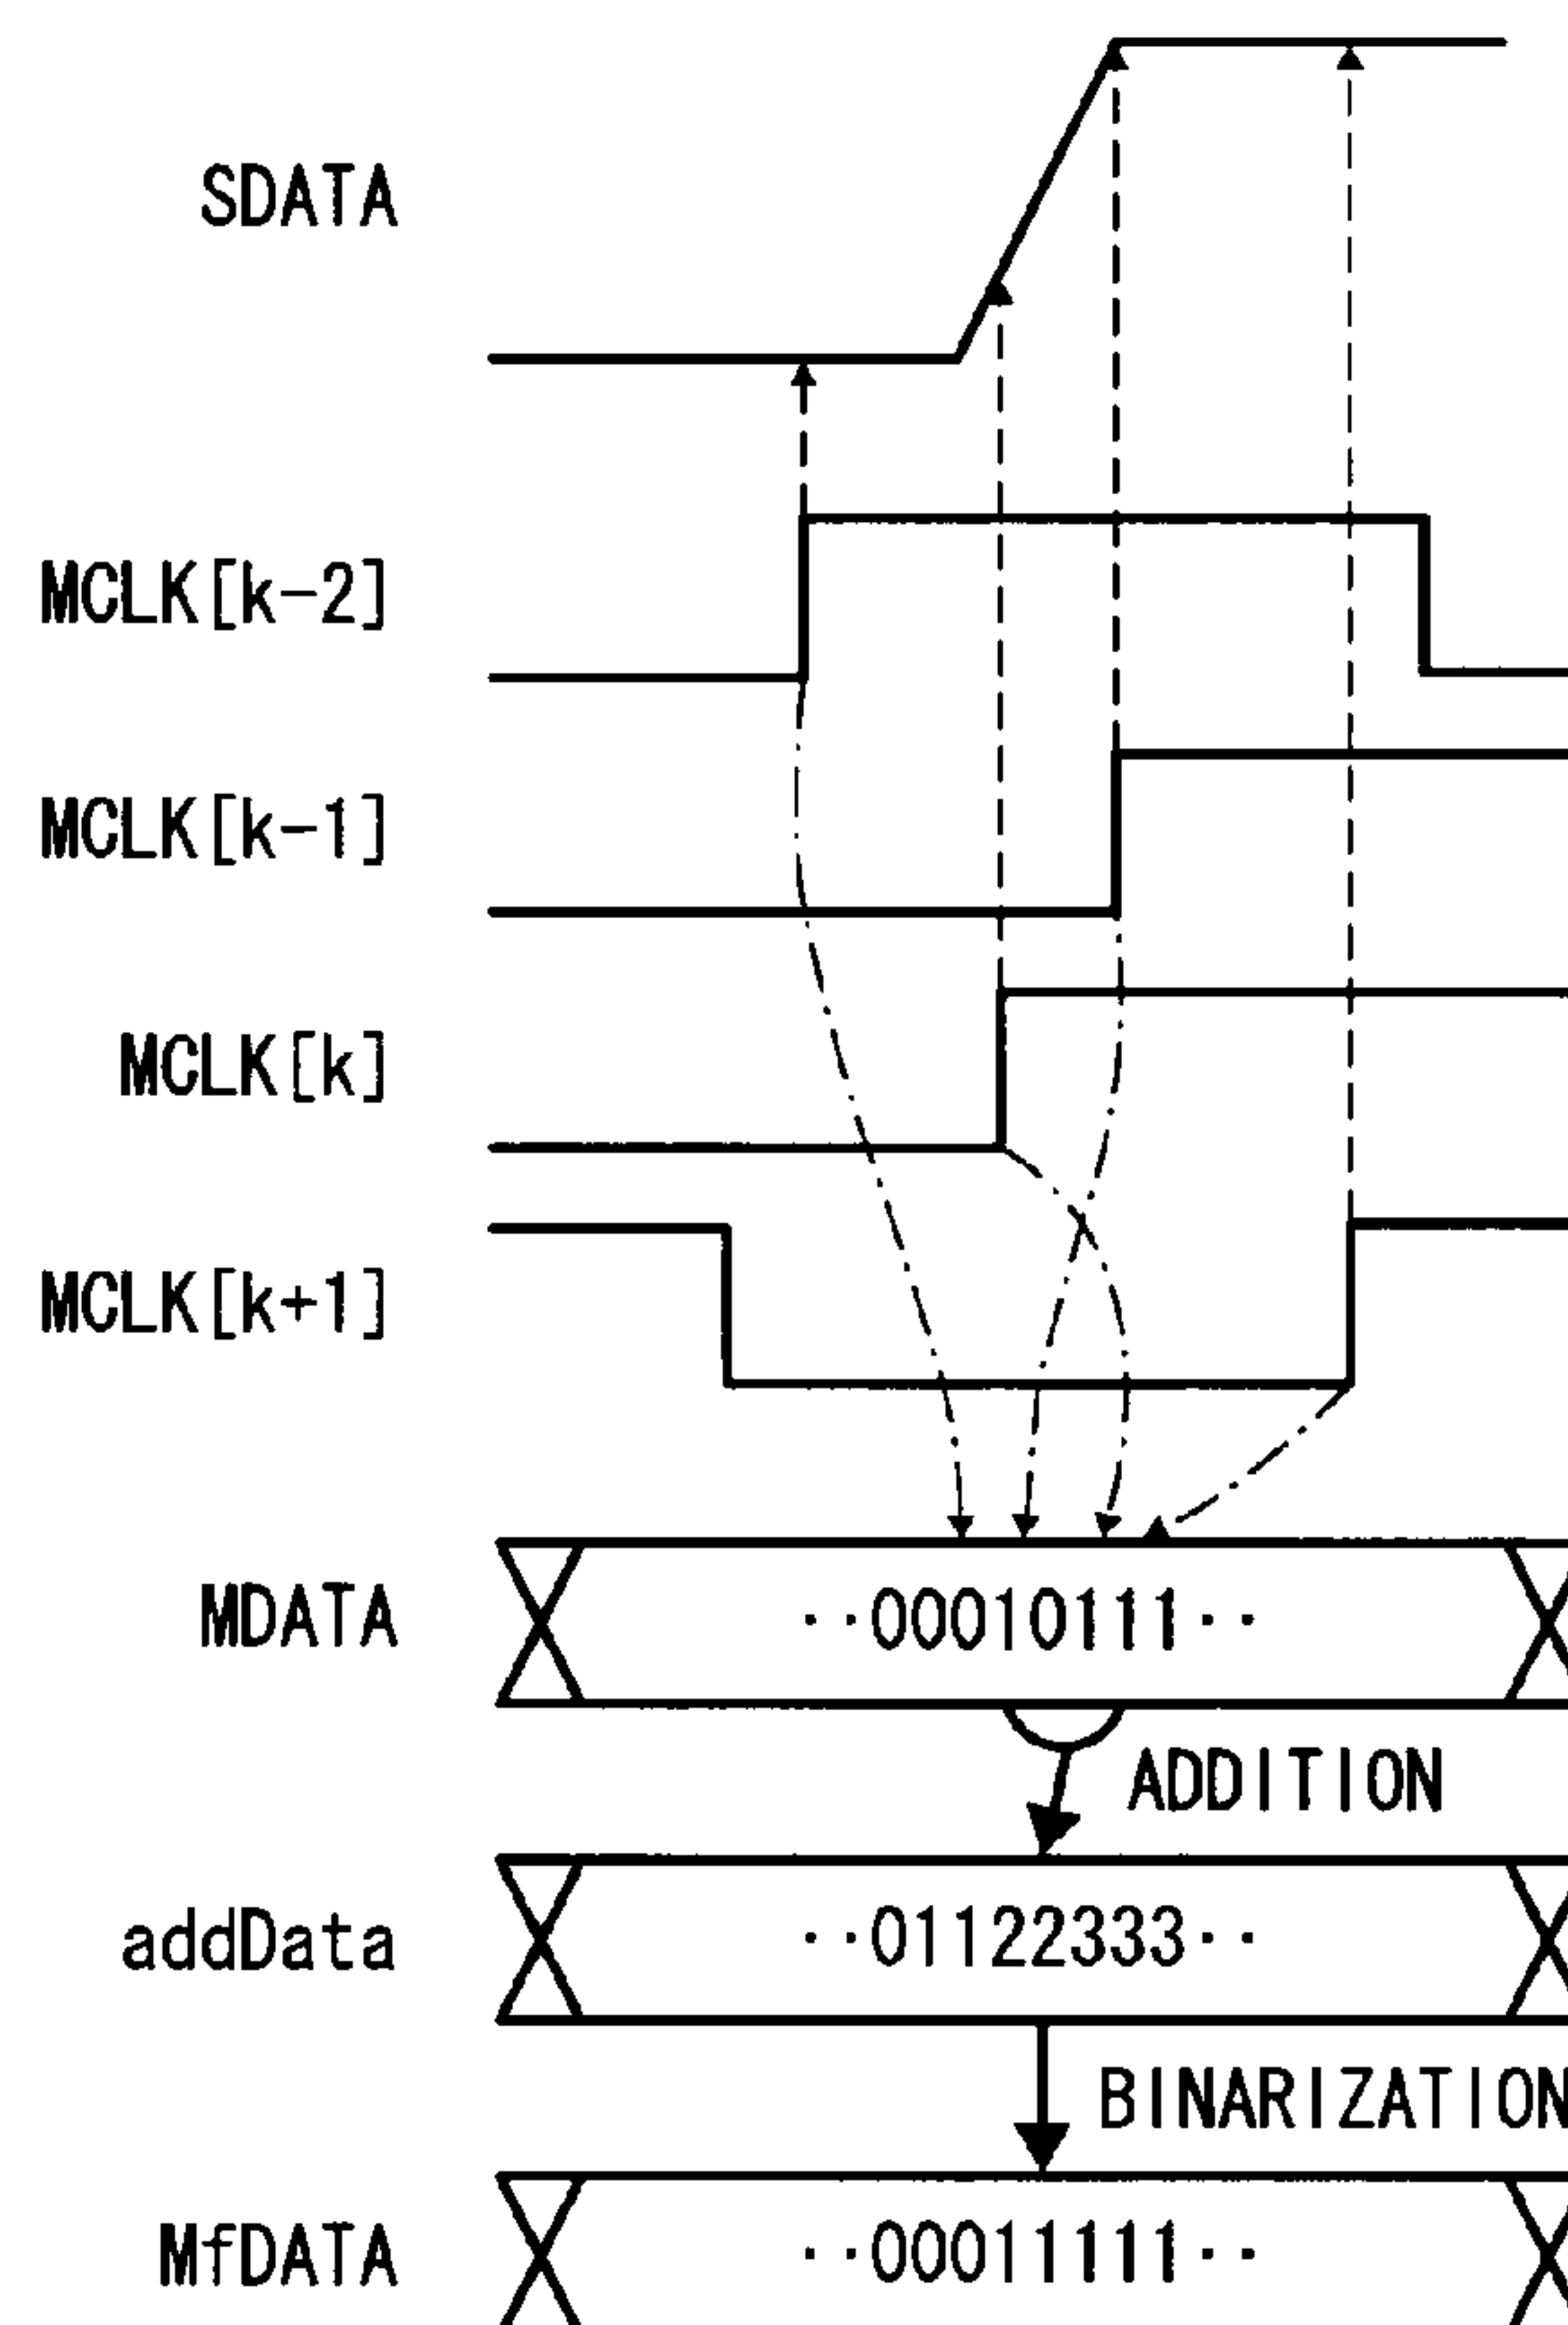 SDATA
MCLK[k-2]
MCLK[k-1]
MCLK[k]
MCLK[k+1]
MDATA ··00010111··
ADDITION
addData ··01122333··
BINARIZATION
MfDATA ··00011111··